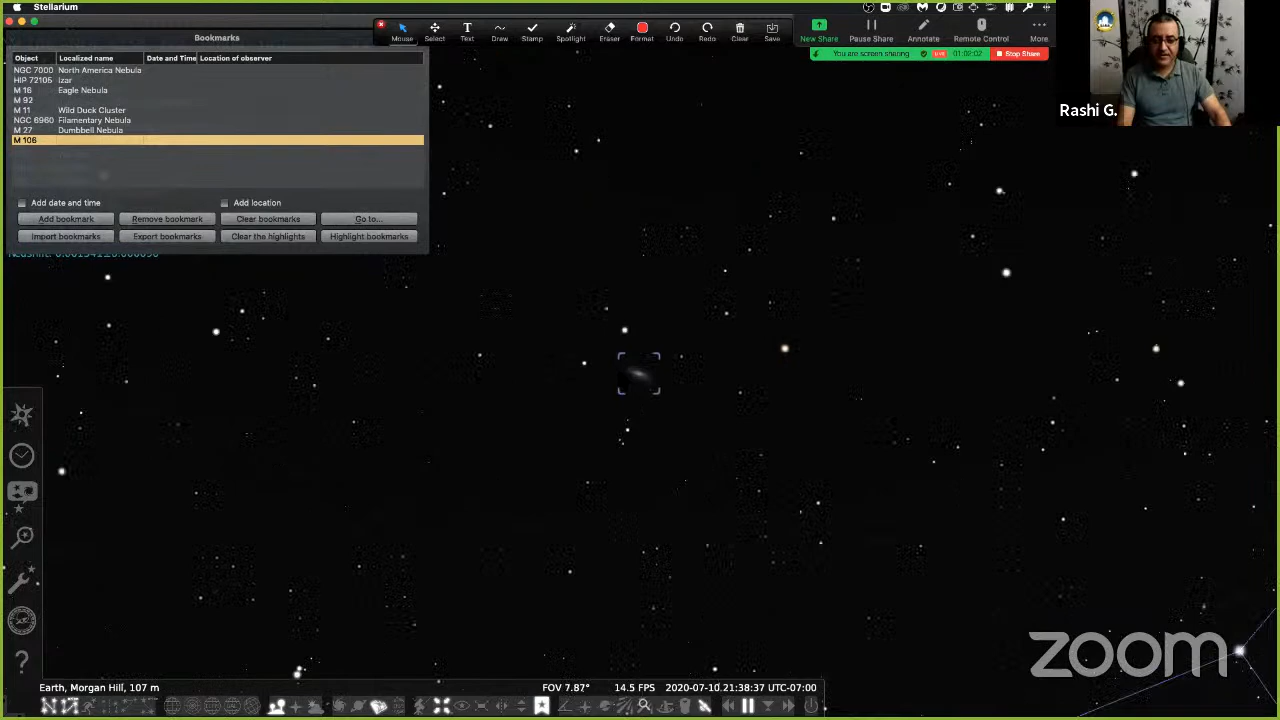 Stellarium
Bookmarks
Mouse Select Text Draw Stamp Spotlight Eraser Format Undo Redo Clear Save
New Share Pause Share Annotate Remote Control More
You are screen sharing LIVE 01:02:02 Stop Share
Rashi G.
Object Localized name Date and Time Location of observer
NGC 7000 North America Nebula
HIP 72105 Izar
M 16 Eagle Nebula
M 92
M 11 Wild Duck Cluster
NGC 6960 Filamentary Nebula
M 27 Dumbbell Nebula
M 106
Add date and time Add location
Add bookmark Remove bookmark Clear bookmarks Go to...
Import bookmarks Export bookmarks Clear the highlights Highlight bookmarks
zoom
Earth, Morgan Hill, 107 m FOV 7.87° 14.5 FPS 2020-07-10 21:38:37 UTC-07:00